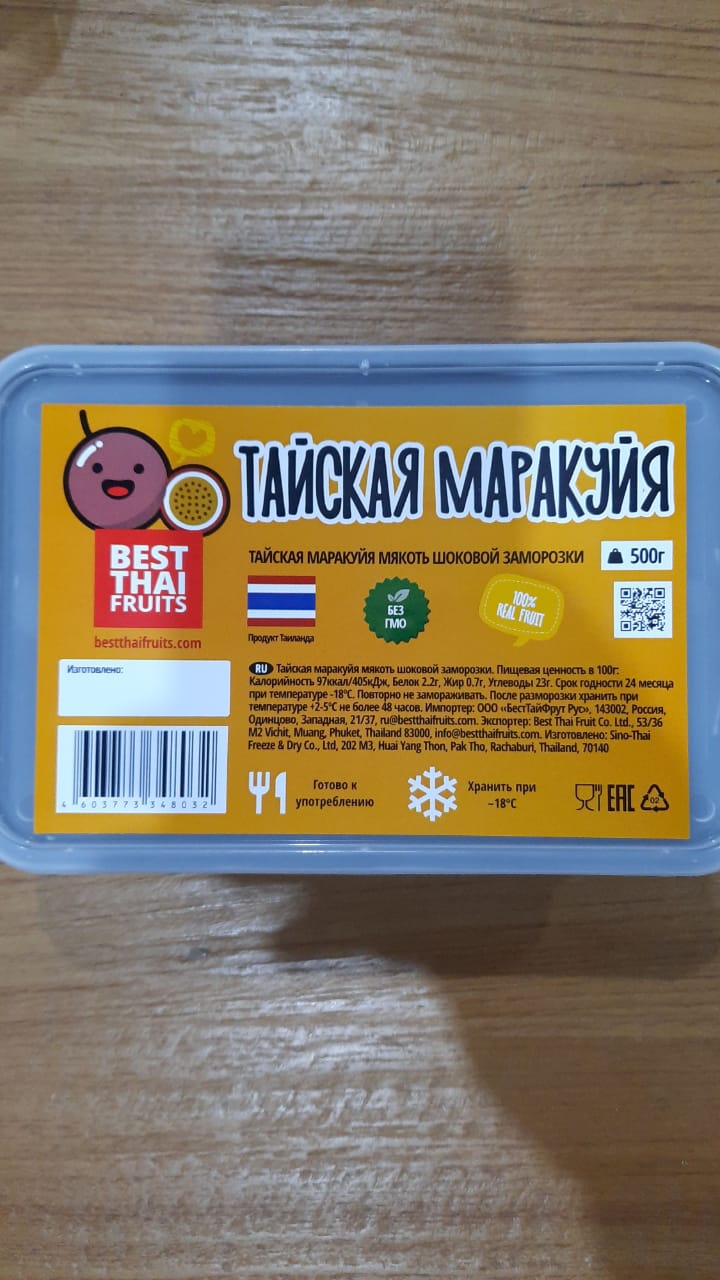 ТАЙСКАЯ МАРАКУЙЯ
BEST
THAI
FRUITS
bestthaifruits.com
ТАЙСКАЯ МАРАКУЙЯ МЯКОТЬ ШОКОВОЙ ЗАМОРОЗКИ
500г
Продукт Таиланда
БЕЗ
ГМО
100%
REAL FRUIT
Изготовлено:
4 603773 348032
RU Тайская маракуйя мякоть шоковой заморозки. Пищевая ценность в 100г:
Калорийность 97ккал/405кДж, Белок 2.2г, Жир 0.7г, Углеводы 23г. Срок годности 24 месяца
при температуре -18°C. Повторно не замораживать. После разморозки хранить при
температуре +2-5°C не более 48 часов. Импортер: ООО «БестТайФрут Рус», 143002, Россия,
Одинцово, Западная, 21/37, ru@bestthaifruits.com. Экспортер: Best Thai Fruit Co. Ltd., 53/36
M2 Vichit, Muang, Phuket, Thailand 83000, info@bestthaifruits.com. Изготовлено: Sino-Thai
Freeze & Dry Co., Ltd, 202 M3, Huai Yang Thon, Pak Tho, Rachaburi, Thailand, 70140
Готово к
употреблению
Хранить при
~18°C
EAC
02